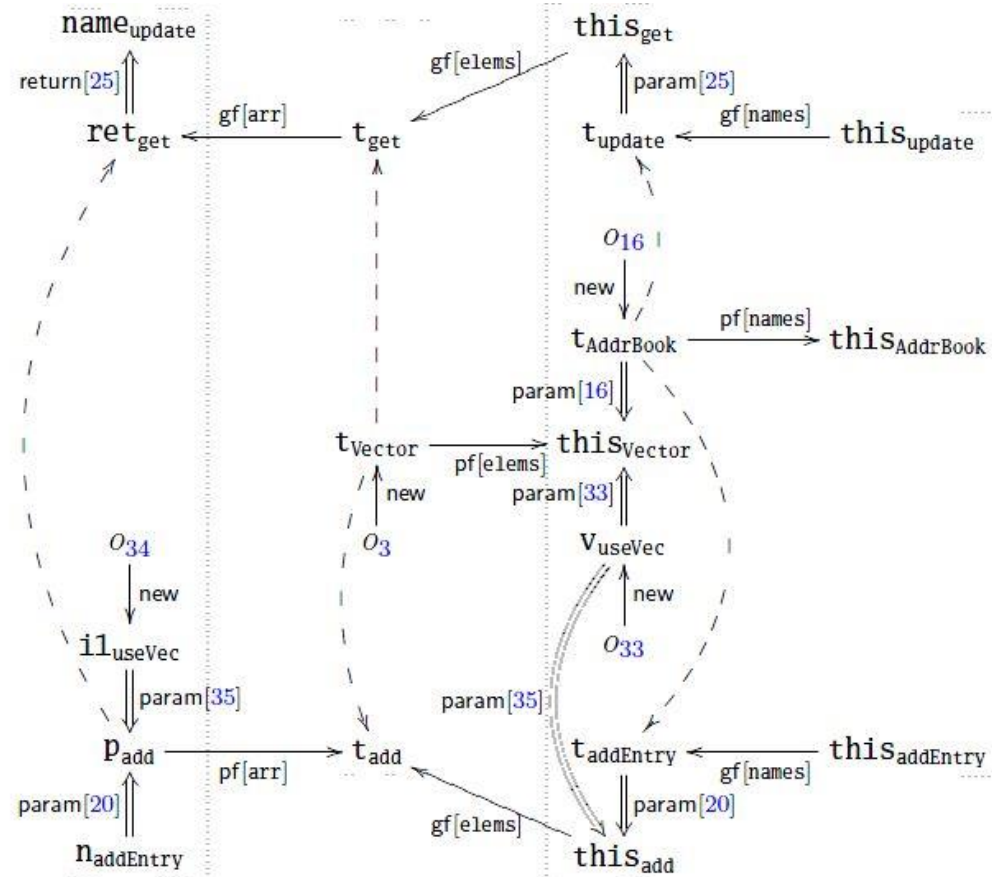 name_update
this_get
return[25]
gf[elems]
param[25]
ret_get
gf[arr]
t_get
t_update
gf[names]
this_update
o_16
new
pf[names]
t_AddrBook
this_AddrBook
param[16]
t_Vector
pf[elems]
this_Vector
new
param[33]
o_34
o_3
v_useVec
new
new
i1_useVec
o_33
param[35]
param[35]
p_add
pf[arr]
t_add
t_addEntry
gf[names]
this_addEntry
param[20]
gf[elems]
param[20]
n_addEntry
this_add